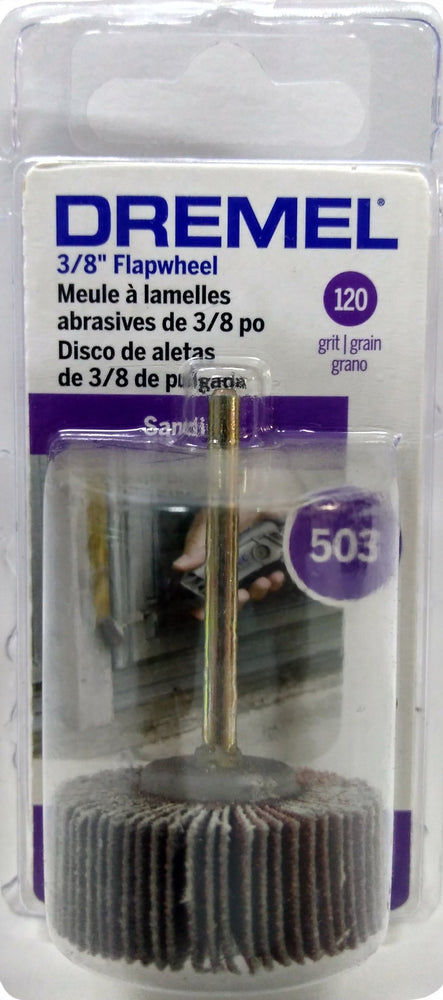 DREMEL®
3/8" Flapwheel
Meule à lamelles
abrasives de 3/8 po
Disco de aletas
de 3/8 de pulgada
120
grit | grain
grano
503
DREMEL